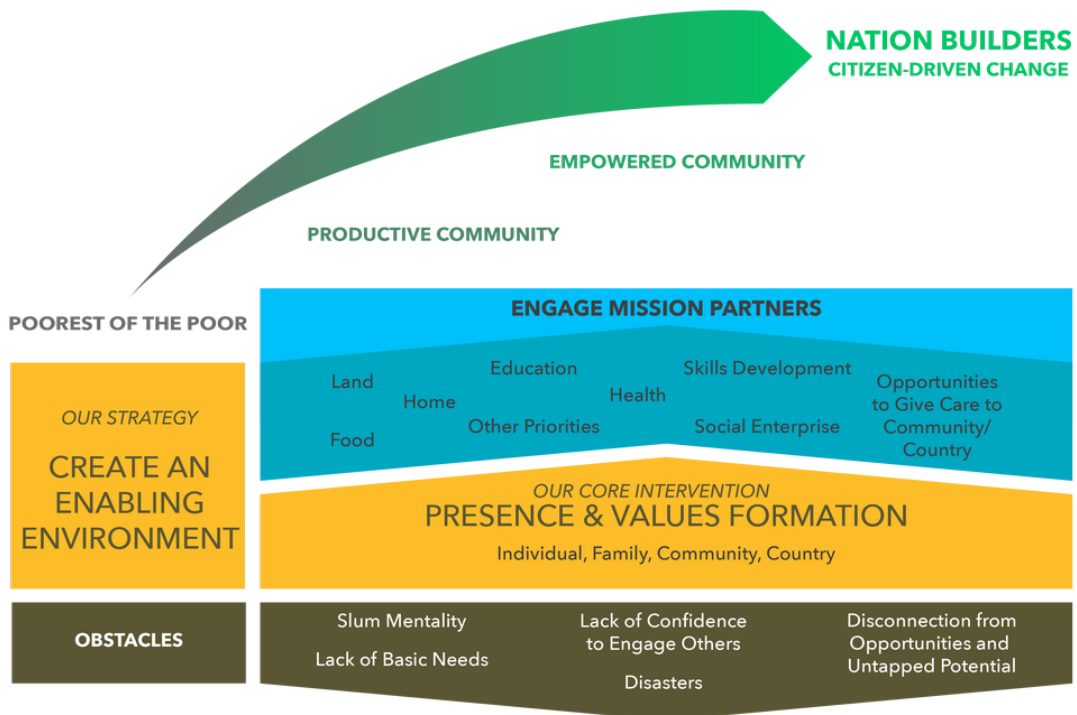 NATION BUILDERS
CITIZEN-DRIVEN CHANGE
EMPOWERED COMMUNITY
PRODUCTIVE COMMUNITY
POOREST OF THE POOR
ENGAGE MISSION PARTNERS
Land
Home
Food
Education
Other Priorities
Health
Skills Development
Social Enterprise
Opportunities
to Give Care to
Community/
Country
OUR STRATEGY
CREATE AN
ENABLING
ENVIRONMENT
OUR CORE INTERVENTION
PRESENCE & VALUES FORMATION
Individual, Family, Community, Country
OBSTACLES
Slum Mentality
Lack of Basic Needs
Lack of Confidence
to Engage Others
Disasters
Disconnection from
Opportunities and
Untapped Potential